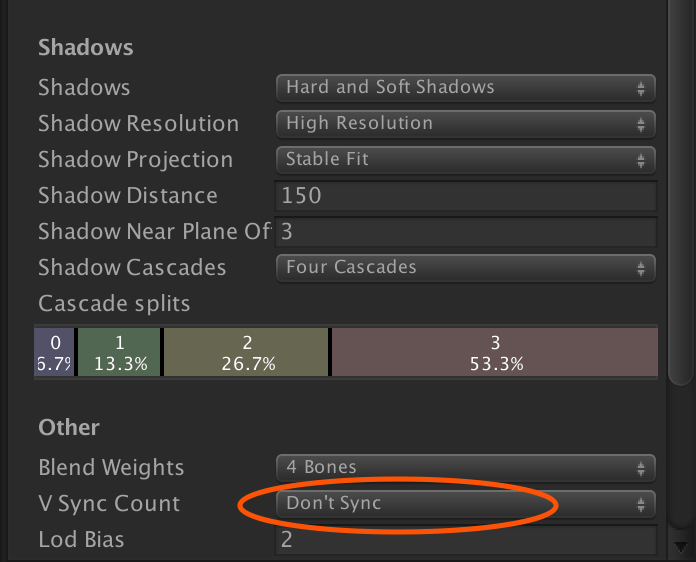 Shadows
Shadows Hard and Soft Shadows
Shadow Resolution High Resolution
Shadow Projection Stable Fit
Shadow Distance 150
Shadow Near Plane Of 3
Shadow Cascades Four Cascades
Cascade splits
0 1 2 3
6.7% 13.3% 26.7% 53.3%
Other
Blend Weights 4 Bones
V Sync Count Don't Sync
Lod Bias 2